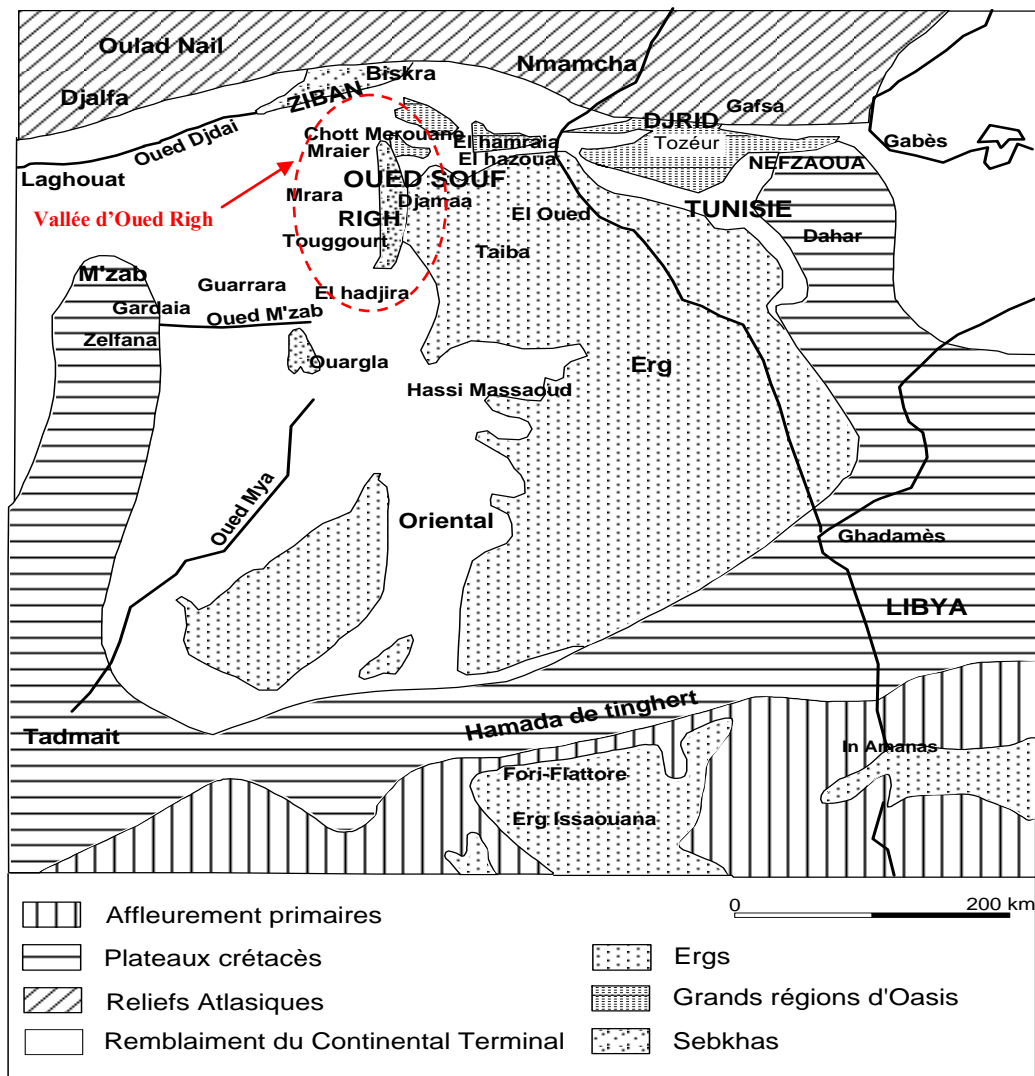 Oulad Nail
Nmamcha
Biskra
Djalfa
ZIBAN
Gafsa
DJRID
Oued Djdai
Chott Merouane
El hamraia
Tozéur
Gabès
Mraier
El hazoua
NEFZAOUA
Laghouat
OUED SOUF
Mrara
Djamaa
TUNISIE
Vallée d'Oued Righ
RIGH
El Oued
Touggourt
Taiba
Dahar
M'zab
Guarrara
El hadjira
Gardaia
Oued M'zab
Zelfana
Ouargla
Erg
Hassi Massaoud
Oued Mya
Oriental
Ghadamès
LIBYA
Hamada de tinghert
Tadmait
In Amanas
Fori-Flattore
Erg Issaouana
0 200 km
Affleurement primaires
Plateaux crétacès
Reliefs Atlasiques
Remblaiment du Continental Terminal
Ergs
Grands régions d'Oasis
Sebkhas